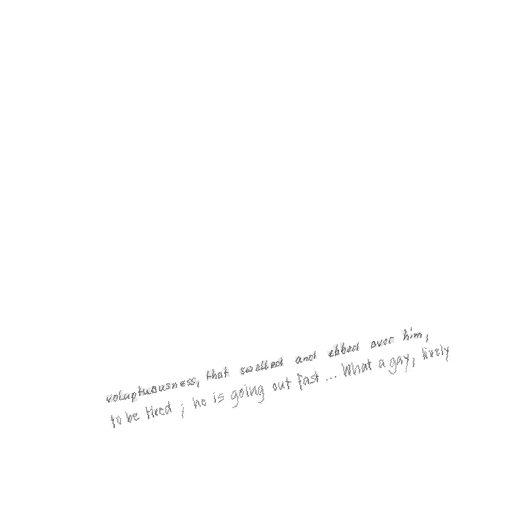 voluptuousness, that swelled and ebbed over him,
to be tired ; he is going out fast ... What a gay, lively